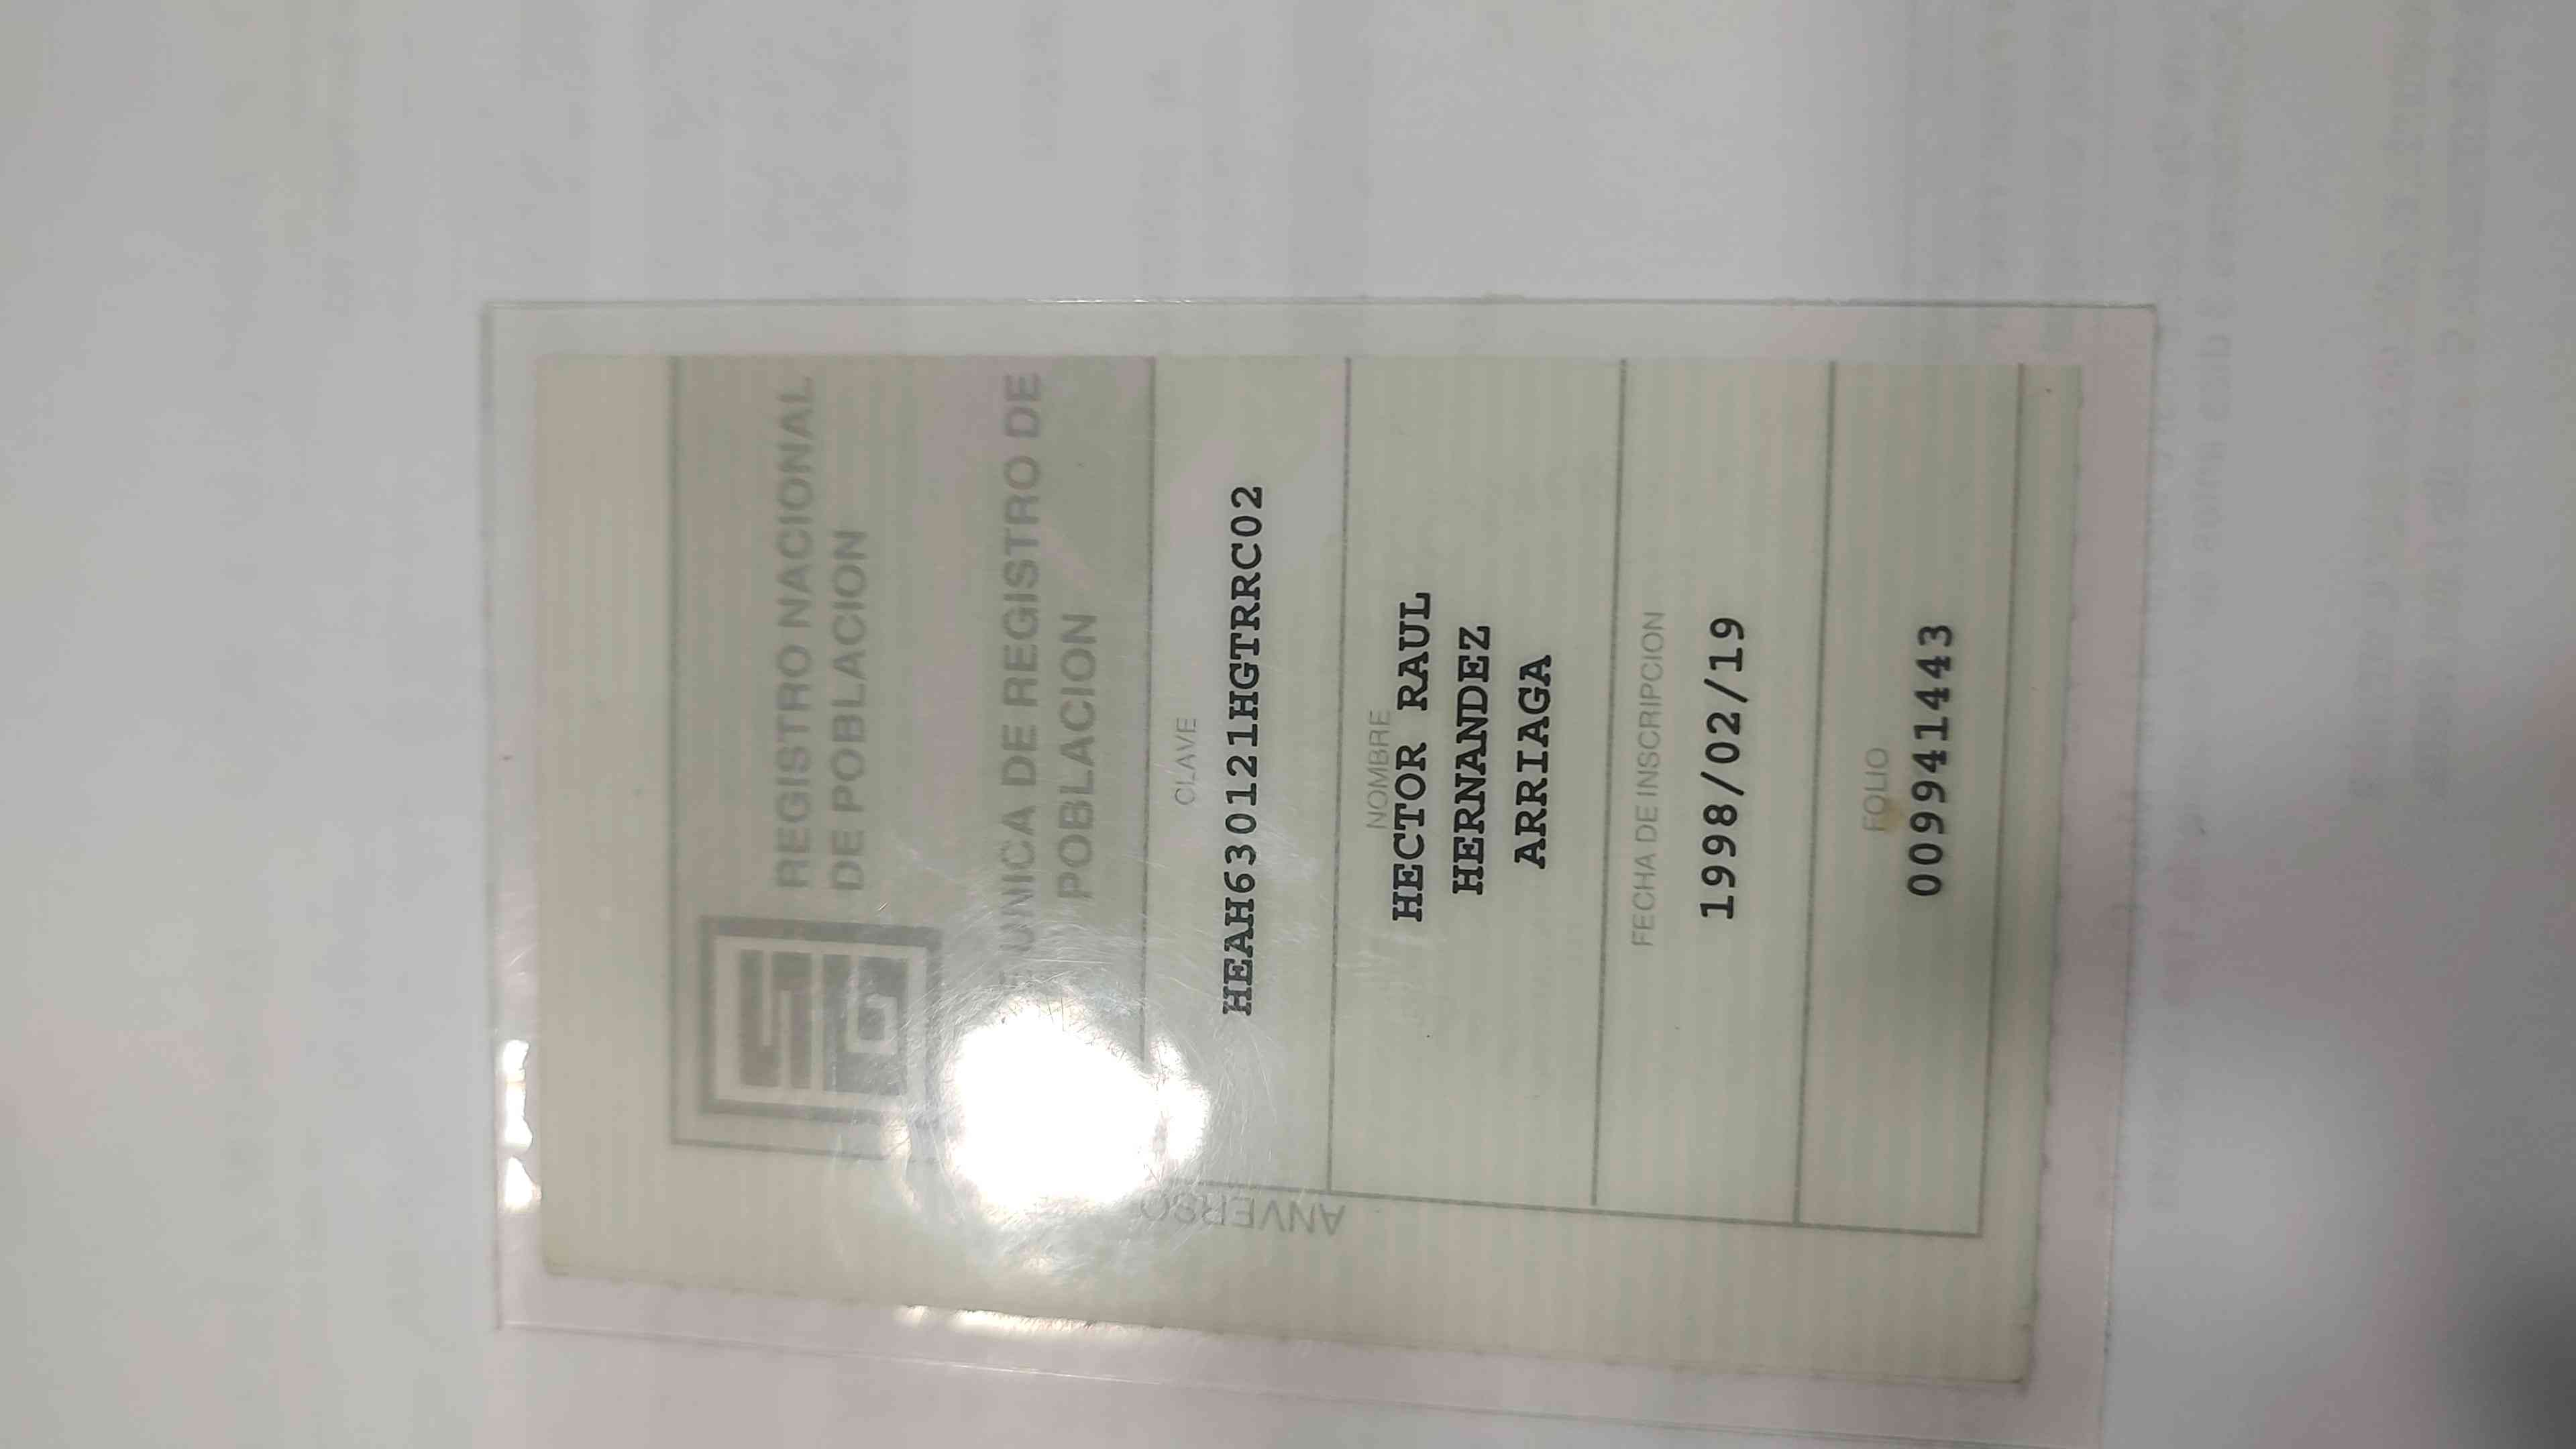 SG
REGISTRO NACIONAL
DE POBLACION
UNICA DE REGISTRO DE
POBLACION
CLAVE
HEAH630121HGTRRC02
NOMBRE
HECTOR RAUL
HERNANDEZ
ARRIAGA
FECHA DE INSCRIPCION
1998/02/19
FOLIO
009941443
ANVERSO